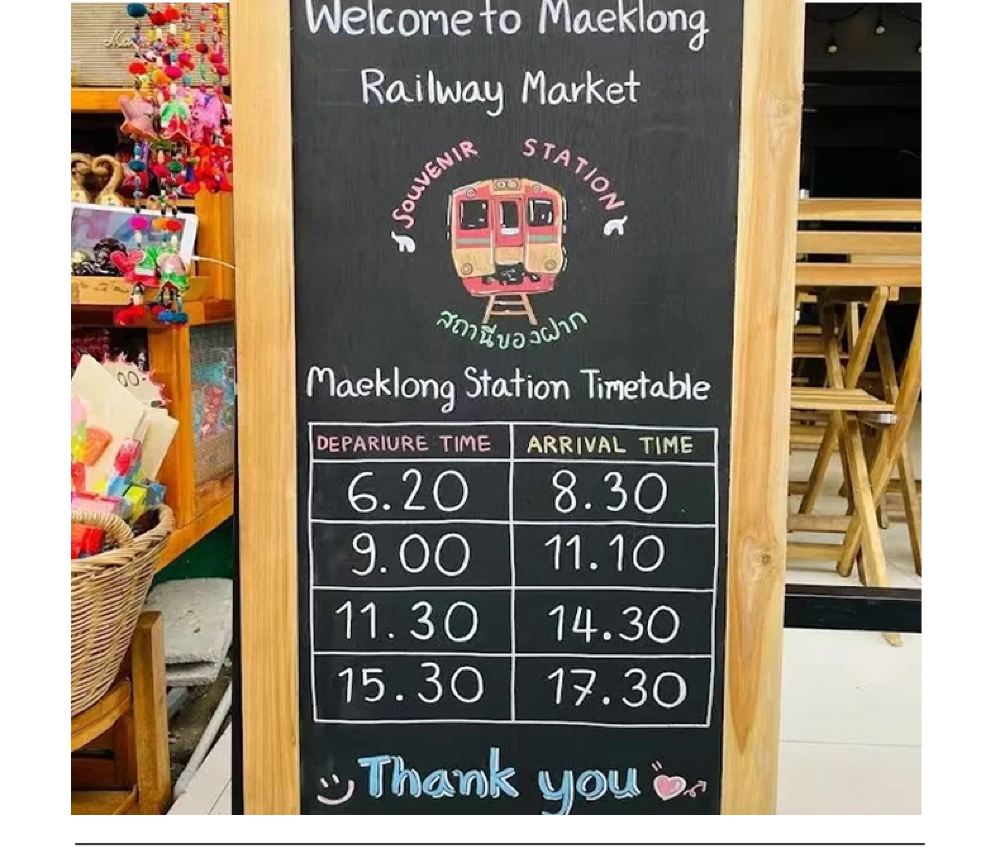 Welcome to Maeklong
Railway Market
SOUVENIR STATION
สถานีของฝาก
Maeklong Station Timetable
DEPARIURE TIME ARRIVAL TIME
6.20 8.30
9.00 11.10
11.30 14.30
15.30 17.30
Thank you